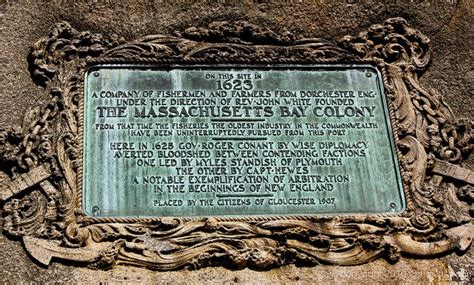 ON THIS SITE IN
1623
A COMPANY OF FISHERMEN AND FARMERS FROM DORCHESTER ENG.
UNDER THE DIRECTION OF REV. JOHN WHITE FOUNDED
THE MASSACHUSETTS BAY COLONY
FROM THAT TIME THE FISHERIES THE OLDEST INDUSTRY IN THE COMMONWEALTH
HAVE BEEN UNINTERRUPTEDLY PURSUED FROM THIS PORT
HERE IN 1625 GOV. ROGER CONANT BY WISE DIPLOMACY
AVERTED BLOODSHED BETWEEN CONTENDING FACTIONS
ONE LED BY MYLES STANDISH OF PLYMOUTH
THE OTHER BY CAPT. HEWES
A NOTABLE EXEMPLIFICATION OF ARBITRATION
IN THE BEGINNINGS OF NEW ENGLAND
PLACED BY THE CITIZENS OF GLOUCESTER 1907